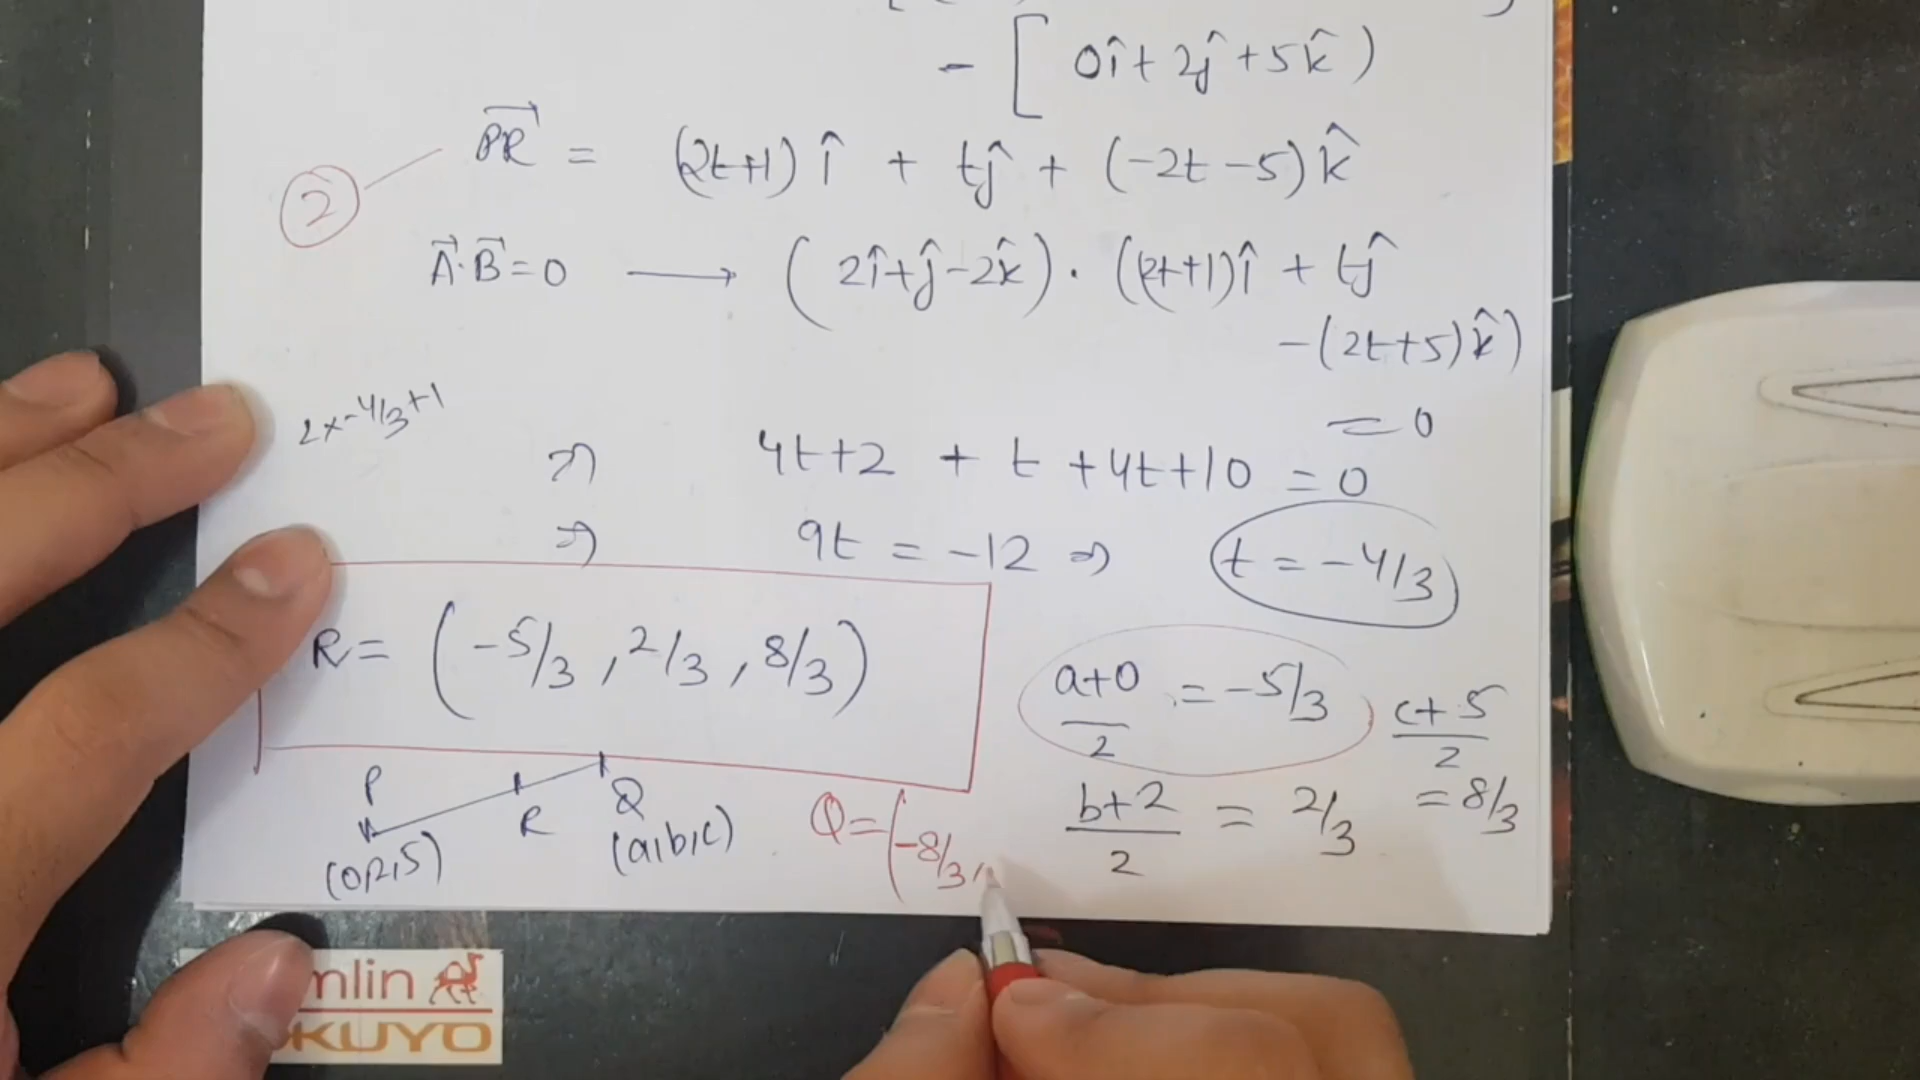 - [ 0î + 2ĵ + 5k̂ )
② PR⃗ = (2t+1) î + tĵ + (-2t-5) k̂
A⃗·B⃗ = 0 ⟶ ( 2î+ĵ-2k̂ ) · ((2t+1)î + tĵ
-(2t+5)k̂)
= 0
2x-4/3+1
⇒ 4t+2 + t + 4t+10 = 0
⇒ 9t = -12 ⇒ t = -4/3
R = ( -5/3 , 2/3 , 8/3 )
a+0/2 = -5/3
c+5/2 = 8/3
b+2/2 = 2/3
P R Q
(0,2,5) (a,b,c)
Q = ( -8/3,
mlin
KUYO